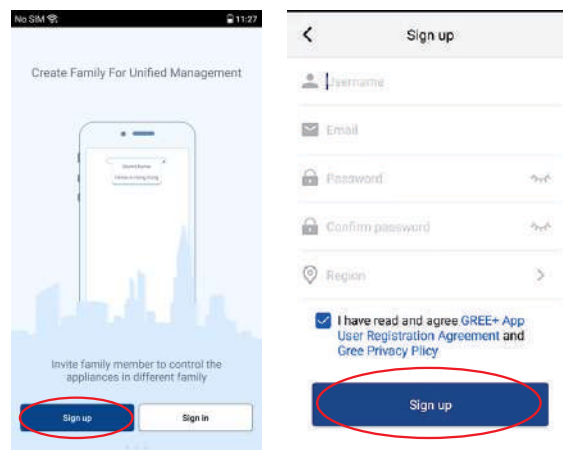 No SIM
11:27
Create Family For Unified Management
Invite family member to control the
appliances in different family
Sign up
Sign in
Sign up
Username
Email
Password
Confirm password
Region
I have read and agree GREE+ App
User Registration Agreement and
Gree Privacy Plicy
Sign up